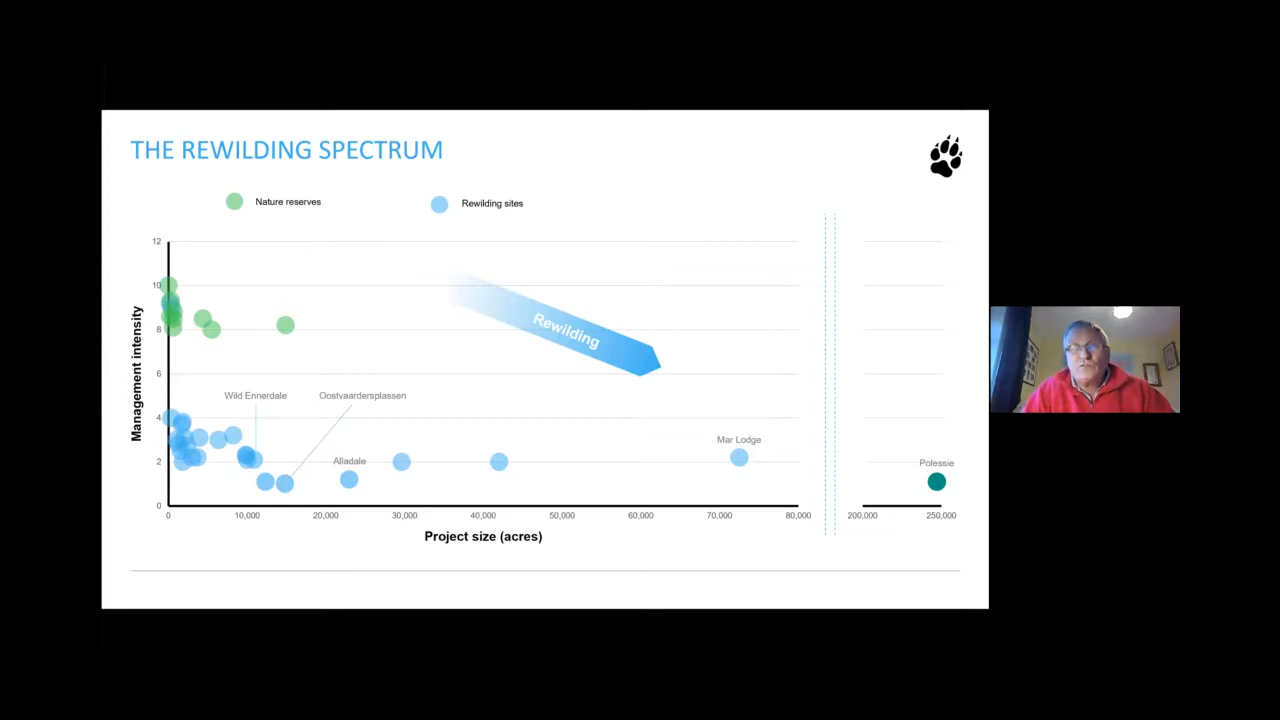 THE REWILDING SPECTRUM
Nature reserves
Rewilding sites
12
10
8
6
4
2
0
Management intensity
Rewilding
Wild Ennerdale
Oostvaardersplassen
Alladale
Mar Lodge
Polessie
0
10,000
20,000
30,000
40,000
50,000
60,000
70,000
80,000
200,000
250,000
Project size (acres)